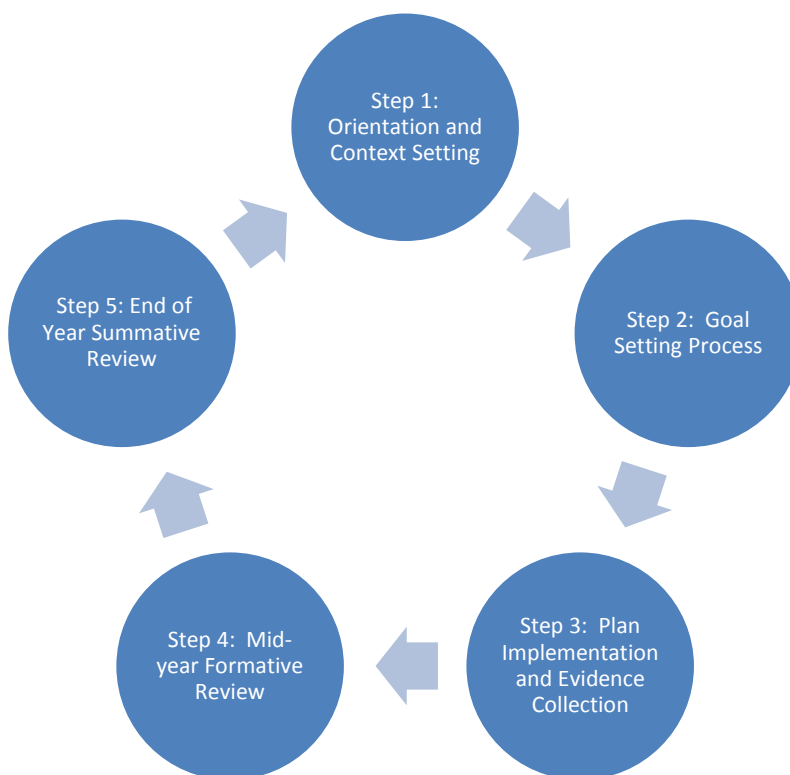 Step 1:
Orientation and
Context Setting
Step 2:  Goal
Setting Process
Step 3:  Plan
Implementation
and Evidence
Collection
Step 4:  Mid-
year Formative
Review
Step 5: End of
Year Summative
Review